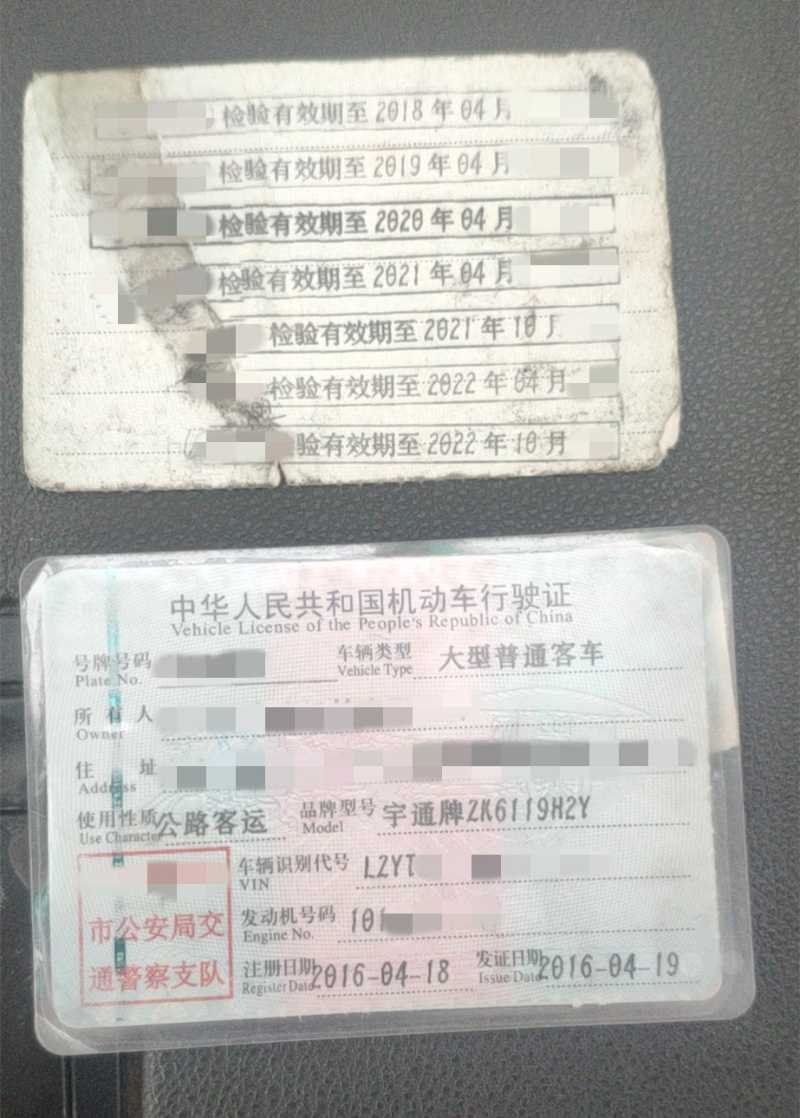 检验有效期至2018年04月
检验有效期至2019年04月
检验有效期至2020年04月
检验有效期至2021年04月
检验有效期至2021年10月
检验有效期至2022年04月
验有效期至2022年10月
中华人民共和国机动车行驶证
Vehicle License of the People's Republic of China
号牌号码 车辆类型 大型普通客车
Plate No. Vehicle Type
所有人
Owner
住址
Address
使用性质 公路客运 品牌型号 宇通牌ZK6119H2Y
Use Character Model
车辆识别代号 L2YT
VIN
发动机号码 101
Engine No.
市公安局交
通警察支队
注册日期 2016-04-18 发证日期 2016-04-19
Register Date Issue Date